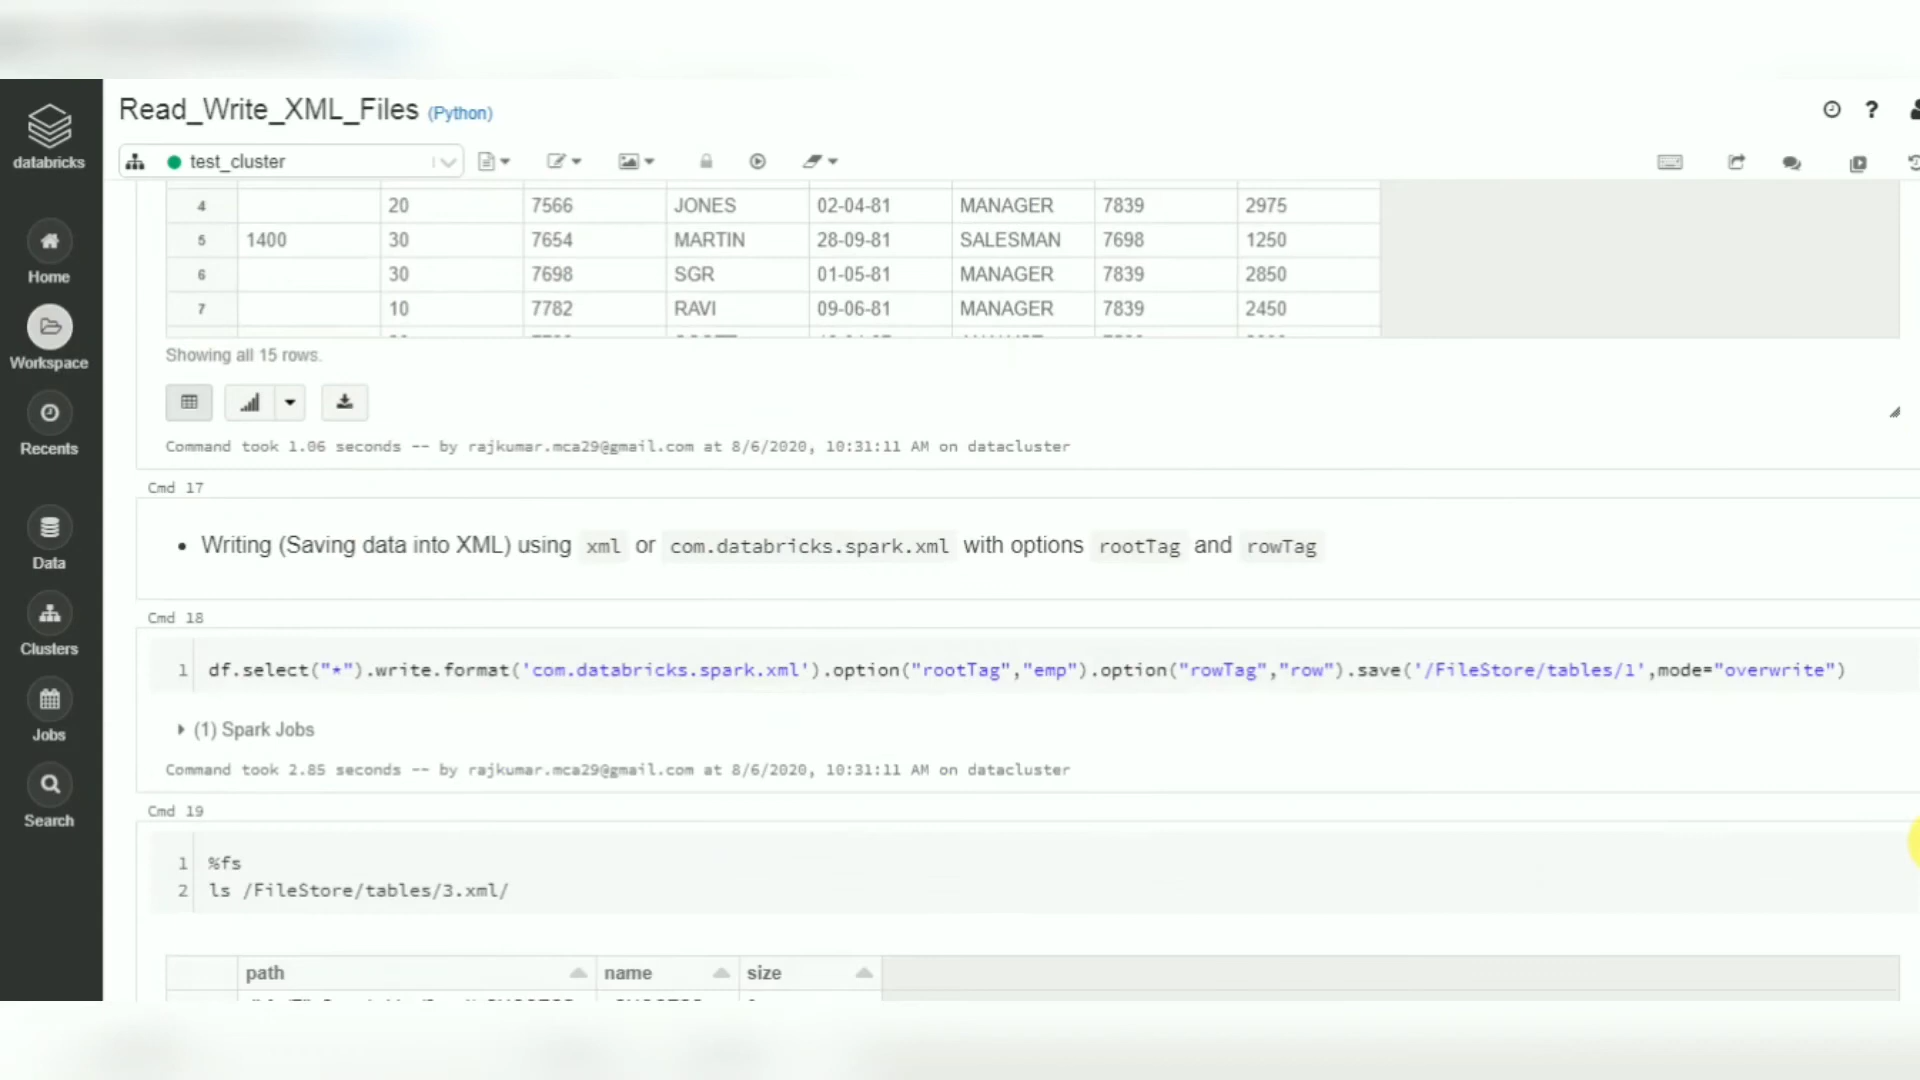 Read_Write_XML_Files (Python)
databricks
test_cluster
4 20 7566 JONES 02-04-81 MANAGER 7839 2975
5 1400 30 7654 MARTIN 28-09-81 SALESMAN 7698 1250
6 30 7698 SGR 01-05-81 MANAGER 7839 2850
7 10 7782 RAVI 09-06-81 MANAGER 7839 2450
Showing all 15 rows.
Command took 1.06 seconds -- by rajkumar.mca29@gmail.com at 8/6/2020, 10:31:11 AM on datacluster
Cmd 17
• Writing (Saving data into XML) using xml or com.databricks.spark.xml with options rootTag and rowTag
Cmd 18
1 df.select("*").write.format('com.databricks.spark.xml').option("rootTag","emp").option("rowTag","row").save('/FileStore/tables/1',mode="overwrite")
(1) Spark Jobs
Command took 2.85 seconds -- by rajkumar.mca29@gmail.com at 8/6/2020, 10:31:11 AM on datacluster
Cmd 19
1 %fs
2 ls /FileStore/tables/3.xml/
path name size
Home
Workspace
Recents
Data
Clusters
Jobs
Search